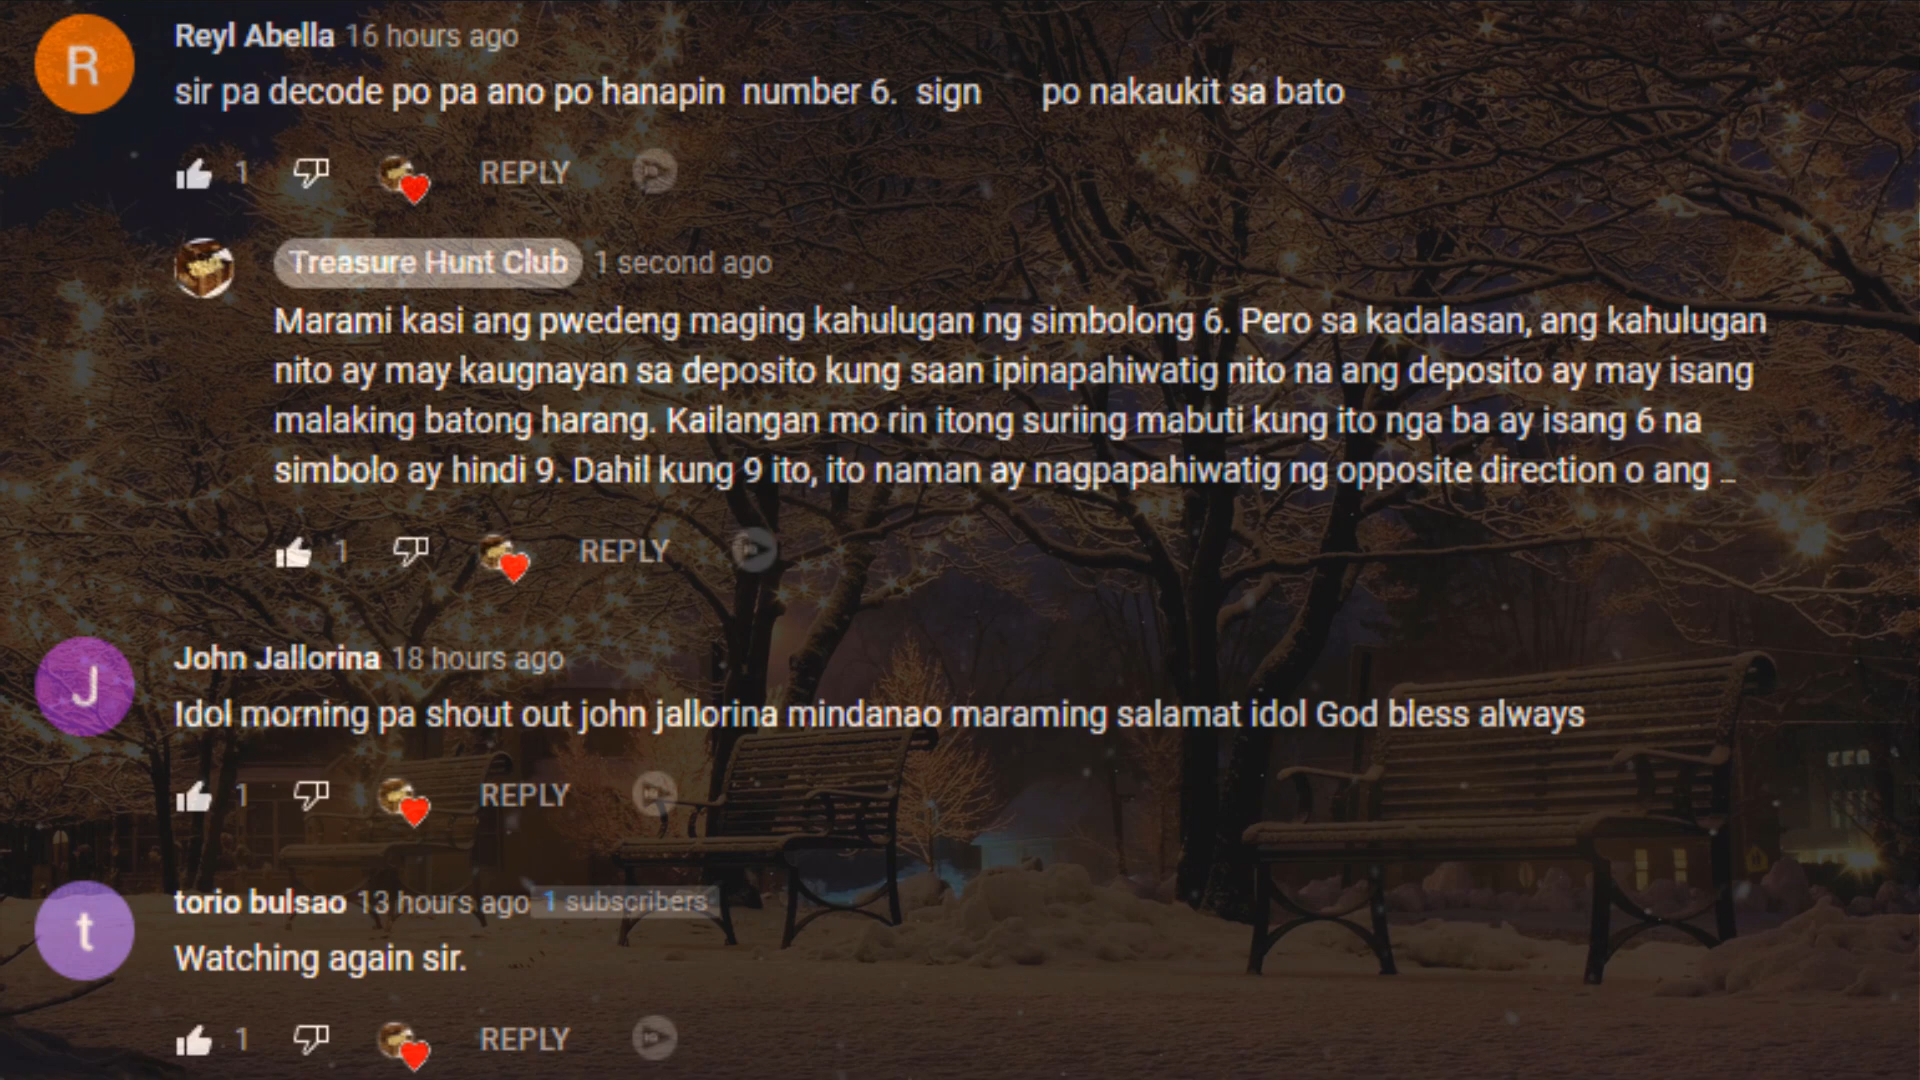 R
Reyl Abella 16 hours ago
sir pa decode po pa ano po hanapin number 6. sign po nakaukit sa bato
1 REPLY
Treasure Hunt Club 1 second ago
Marami kasi ang pwedeng maging kahulugan ng simbolong 6. Pero sa kadalasan, ang kahulugan
nito ay may kaugnayan sa deposito kung saan ipinapahiwatig nito na ang deposito ay may isang
malaking batong harang. Kailangan mo rin itong suriing mabuti kung ito nga ba ay isang 6 na
simbolo ay hindi 9. Dahil kung 9 ito, ito naman ay nagpapahiwatig ng opposite direction o ang _
1 REPLY
J
John Jallorina 18 hours ago
Idol morning pa shout out john jallorina mindanao maraming salamat idol God bless always
1 REPLY
t
torio bulsao 13 hours ago 1 subscribers
Watching again sir.
1 REPLY